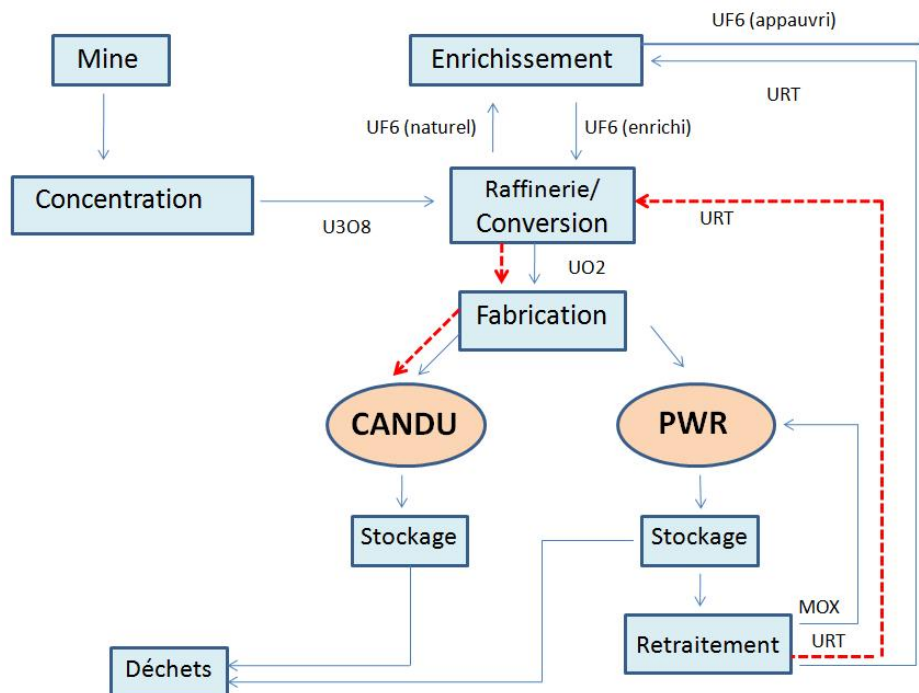 UF6 (appauvri)
Mine
Enrichissement
URT
UF6 (naturel)
UF6 (enrichi)
Concentration
Raffinerie/
Conversion
U3O8
URT
UO2
Fabrication
CANDU
PWR
Stockage
Stockage
MOX
Retraitement
URT
Déchets